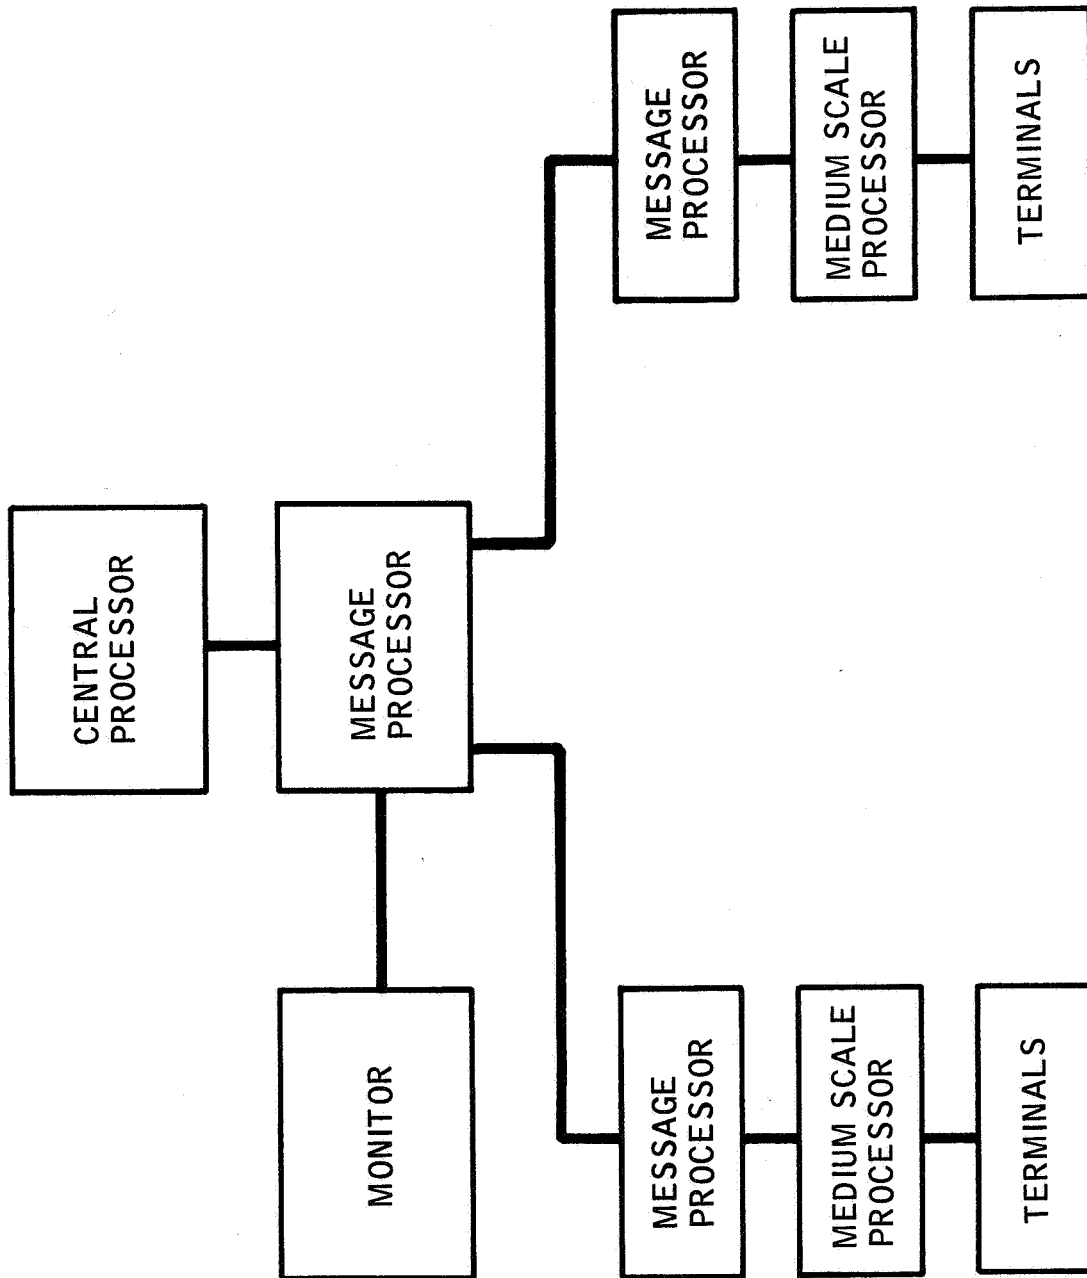 CENTRAL
PROCESSOR
MONITOR
MESSAGE
PROCESSOR
MESSAGE
PROCESSOR
MESSAGE
PROCESSOR
MEDIUM SCALE
PROCESSOR
MEDIUM SCALE
PROCESSOR
TERMINALS
TERMINALS